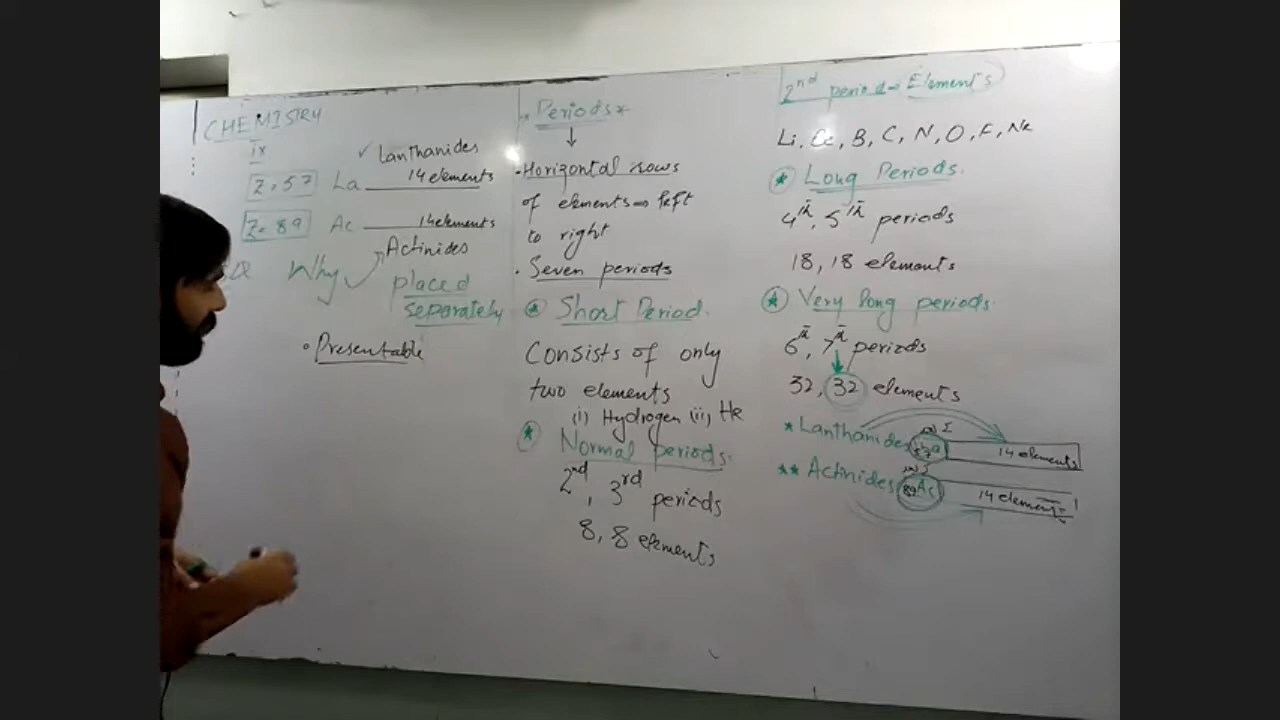 CHEMISTRY
ix
✓ Lanthanides
Z=57 La 14 elements
Z=89 Ac 14 elements
Actinides
Why
placed
separately
• Presentable
Periods*
↓
• Horizontal rows
of elements ⇒ left
to right
• Seven periods
* Short Period.
Consists of only
two elements
(i) Hydrogen (ii) He
* Normal periods.
2nd, 3rd periods
8, 8 elements
2nd period ⇒ Elements
Li, Be, B, C, N, O, F, Ne
* Long Periods.
4th, 5th periods
18, 18 elements
* Very long periods.
6th, 7th periods
32, 32 elements
* Lanthanides 14 elements
** Actinides 89Ac 14 elements